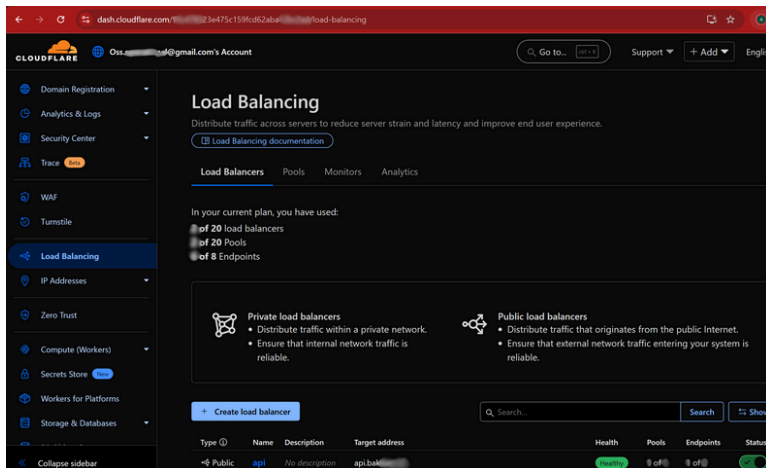 dash.cloudflare.com/ /load-balancing
CLOUDFLARE
@gmail.com's Account
Go to...
Support
+ Add
Domain Registration
Analytics & Logs
Security Center
Trace Beta
WAF
Turnstile
Load Balancing
IP Addresses
Zero Trust
Compute (Workers)
Secrets Store New
Workers for Platforms
Storage & Databases
Collapse sidebar
Load Balancing
Distribute traffic across servers to reduce server strain and latency and improve end user experience.
Load Balancing documentation
Load Balancers Pools Monitors Analytics
In your current plan, you have used:
of 20 load balancers
of 20 Pools
of 8 Endpoints
Private load balancers
• Distribute traffic within a private network.
• Ensure that internal network traffic is
reliable.
Public load balancers
• Distribute traffic that originates from the public Internet.
• Ensure that external network traffic entering your system is
reliable.
+ Create load balancer
Search...
Search
Type Name Description Target address Health Pools Endpoints Status
Public api No description Healthy of of